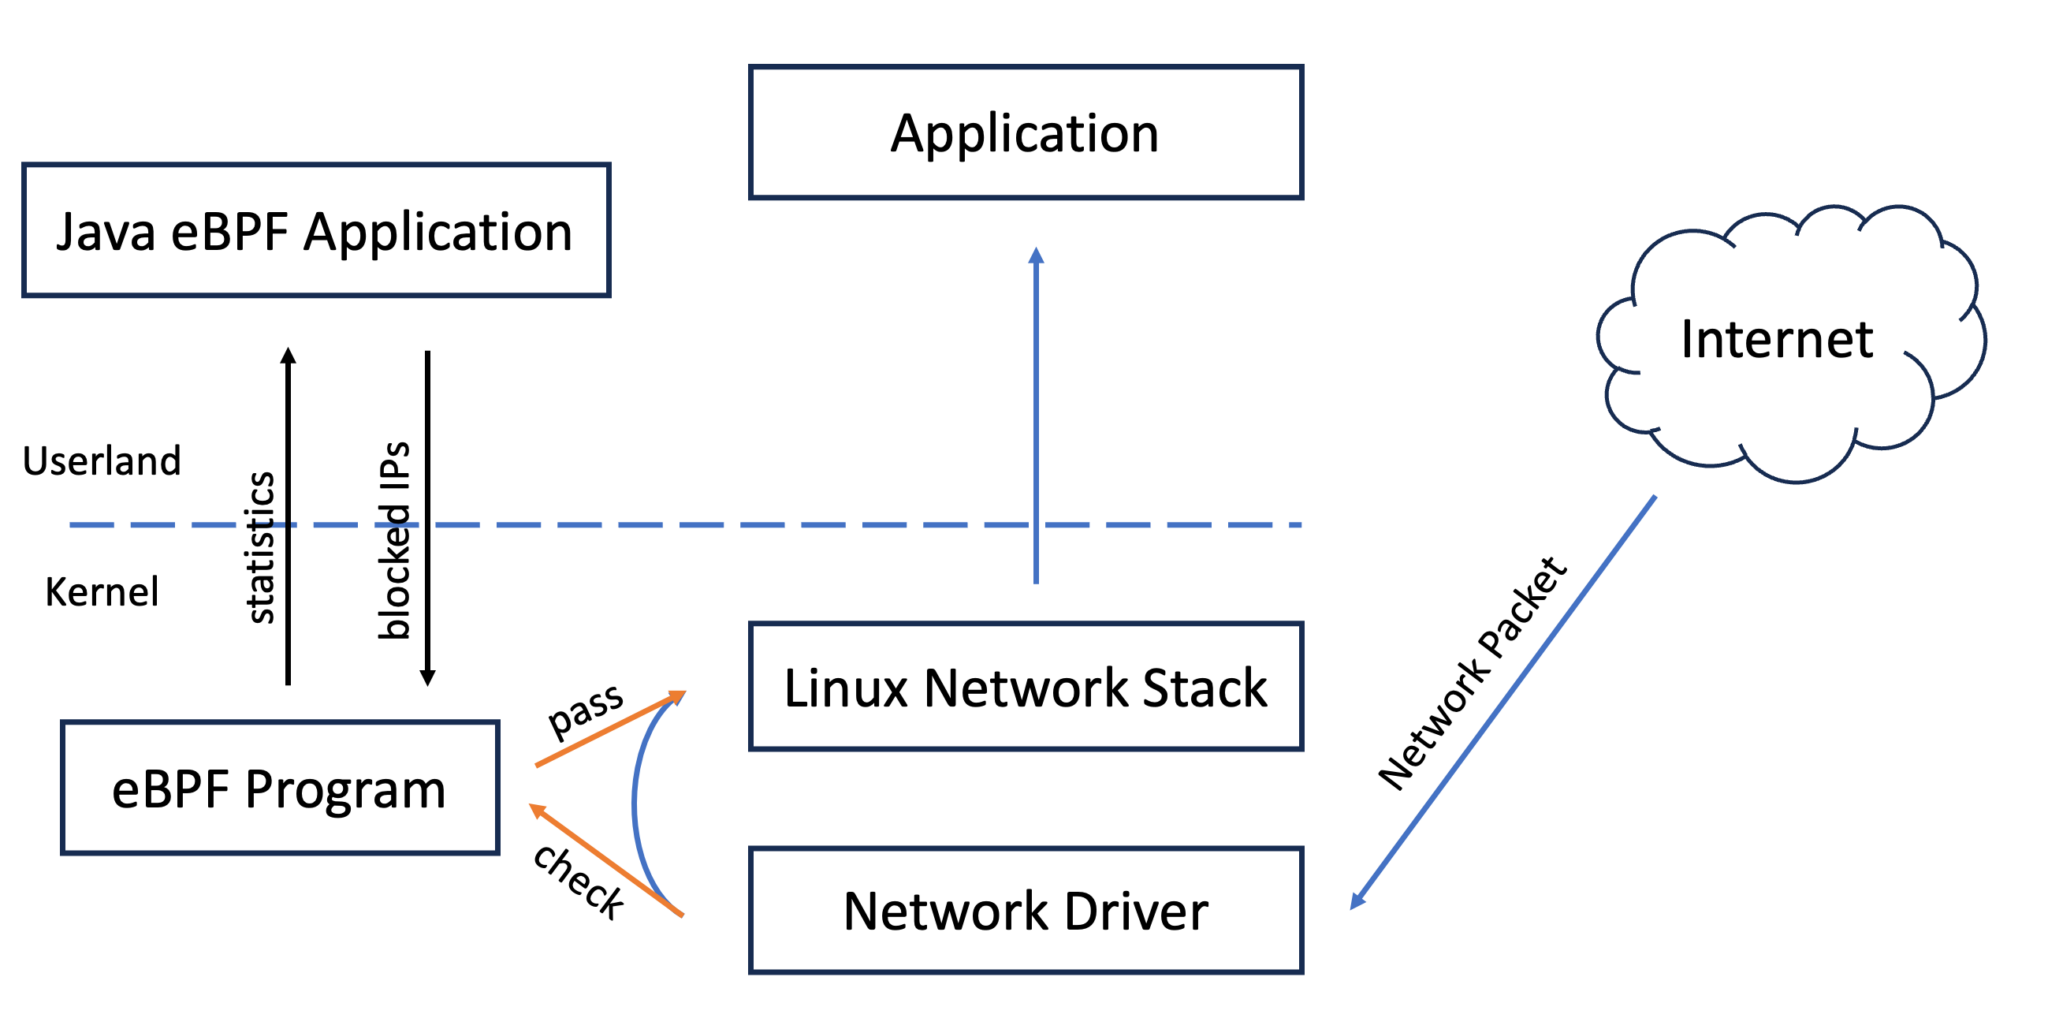 Application
Java eBPF Application
Internet
Userland
statistics
blocked IPs
Kernel
Network Packet
pass
Linux Network Stack
eBPF Program
check
Network Driver